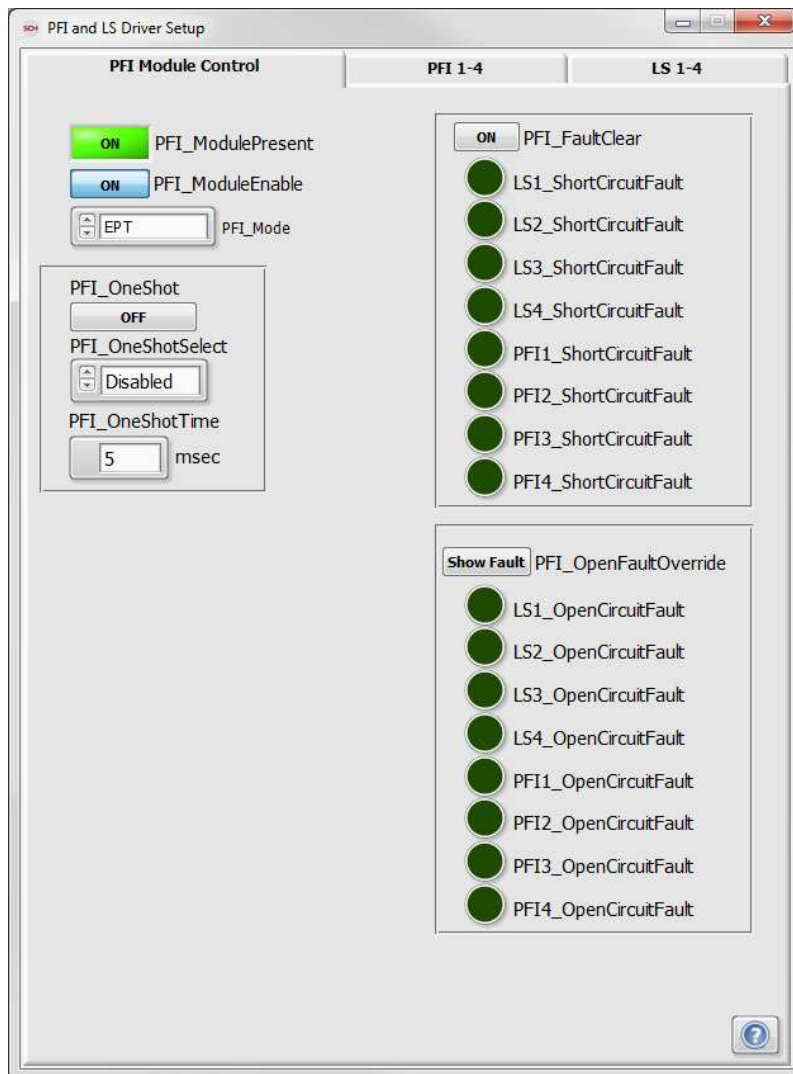 SCM PFI and LS Driver Setup
PFI Module Control
PFI 1-4
LS 1-4
ON PFI_ModulePresent
ON PFI_ModuleEnable
EPT PFI_Mode
PFI_OneShot
OFF
PFI_OneShotSelect
Disabled
PFI_OneShotTime
5 msec
ON PFI_FaultClear
LS1_ShortCircuitFault
LS2_ShortCircuitFault
LS3_ShortCircuitFault
LS4_ShortCircuitFault
PFI1_ShortCircuitFault
PFI2_ShortCircuitFault
PFI3_ShortCircuitFault
PFI4_ShortCircuitFault
Show Fault PFI_OpenFaultOverride
LS1_OpenCircuitFault
LS2_OpenCircuitFault
LS3_OpenCircuitFault
LS4_OpenCircuitFault
PFI1_OpenCircuitFault
PFI2_OpenCircuitFault
PFI3_OpenCircuitFault
PFI4_OpenCircuitFault
?